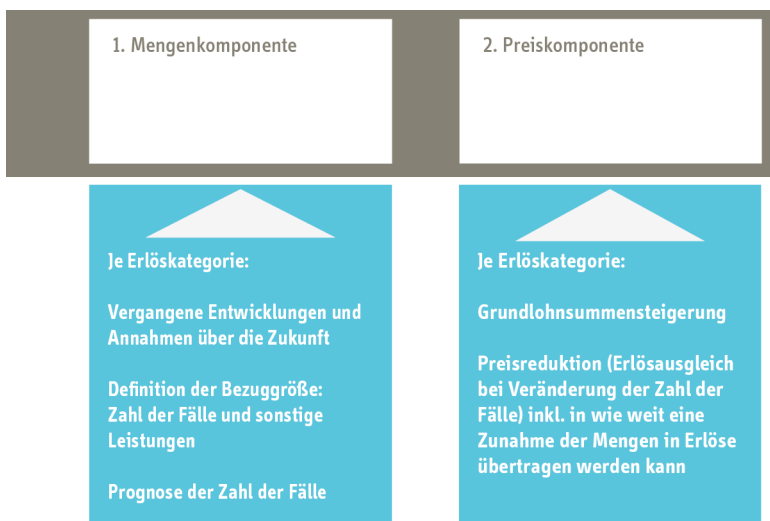 1. Mengenkomponente
2. Preiskomponente
Je Erlöskategorie:
Vergangene Entwicklungen und
Annahmen über die Zukunft
Definition der Bezuggröße:
Zahl der Fälle und sonstige
Leistungen
Prognose der Zahl der Fälle
Je Erlöskategorie:
Grundlohnsummensteigerung
Preisreduktion (Erlösausgleich
bei Veränderung der Zahl der
Fälle) inkl. in wie weit eine
Zunahme der Mengen in Erlöse
übertragen werden kann